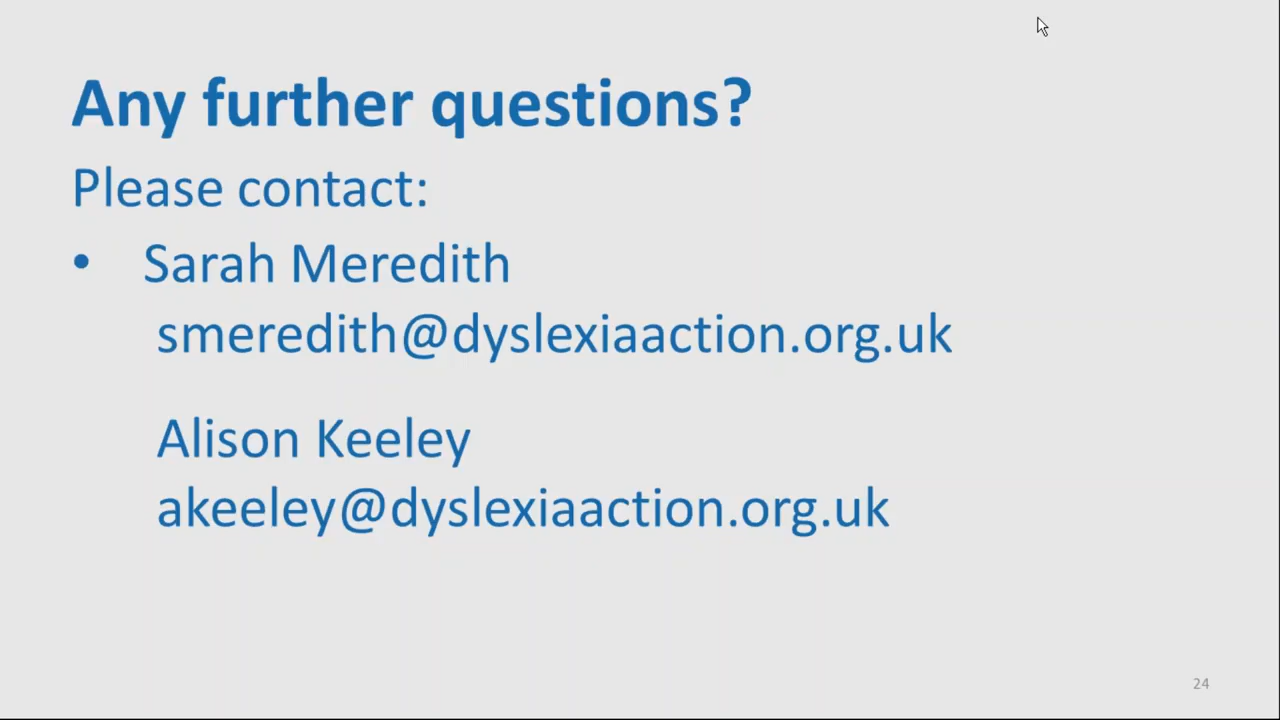 Any further questions?
Please contact:
• Sarah Meredith
smeredith@dyslexiaaction.org.uk
Alison Keeley
akeeley@dyslexiaaction.org.uk
24